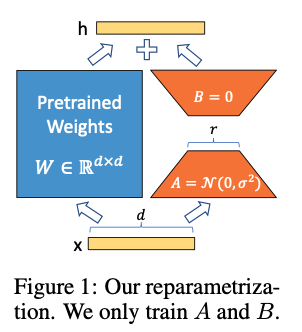 h
Pretrained
Weights
W ∈ ℝ^{d×d}
B = 0
r
A = 𝒩(0, σ²)
d
x
Figure 1: Our reparametriza-
tion. We only train A and B.